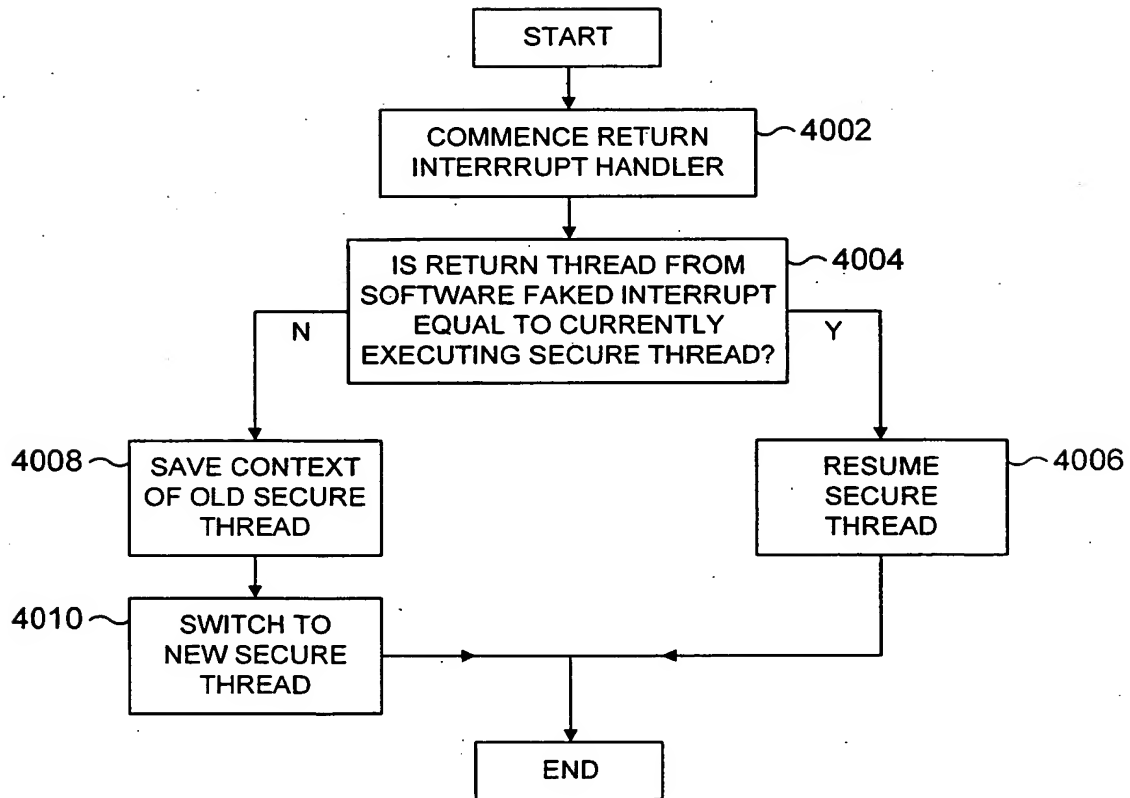 START
COMMENCE RETURN
INTERRRUPT HANDLER
4002
IS RETURN THREAD FROM
SOFTWARE FAKED INTERRUPT
EQUAL TO CURRENTLY
EXECUTING SECURE THREAD?
4004
N
Y
4008
SAVE CONTEXT
OF OLD SECURE
THREAD
RESUME
SECURE
THREAD
4006
4010
SWITCH TO
NEW SECURE
THREAD
END